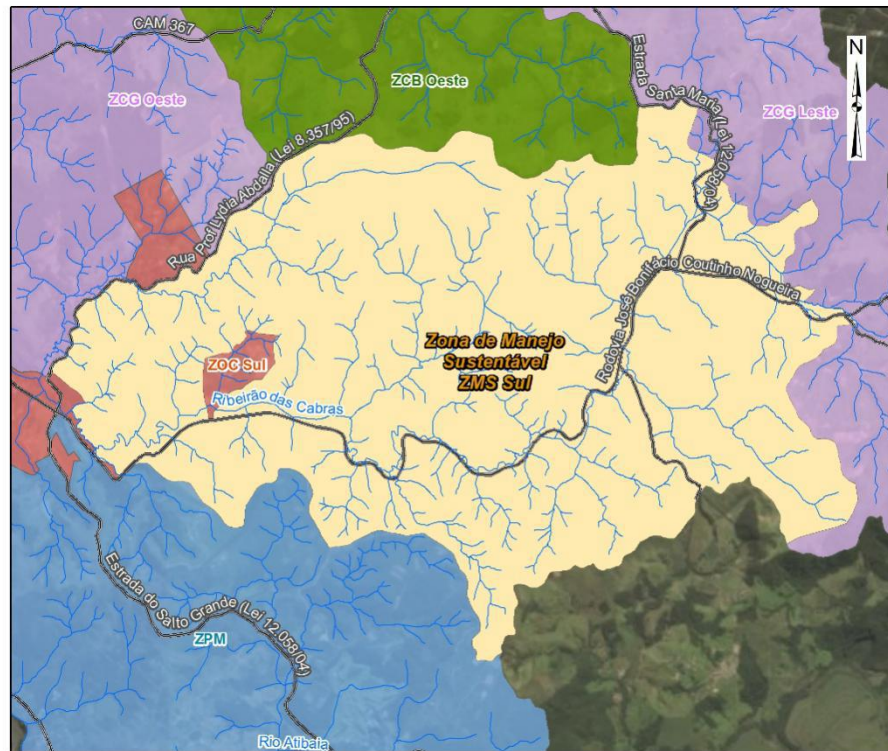 CAM 367
N
ZCB Oeste
ZCG Oeste
Estrada Santa Maria (Lei 12.058/04)
ZCG Leste
Rua Prof Lydia Abdalla (Lei 8.357/95)
Rodovia José Bonifácio Coutinho Nogueira
Zona de Manejo
Sustentável
ZMS Sul
ZOC Sul
Ribeirão das Cabras
Estrada do Salto Grande (Lei 12.058/04)
ZPM
Rio Atibaia